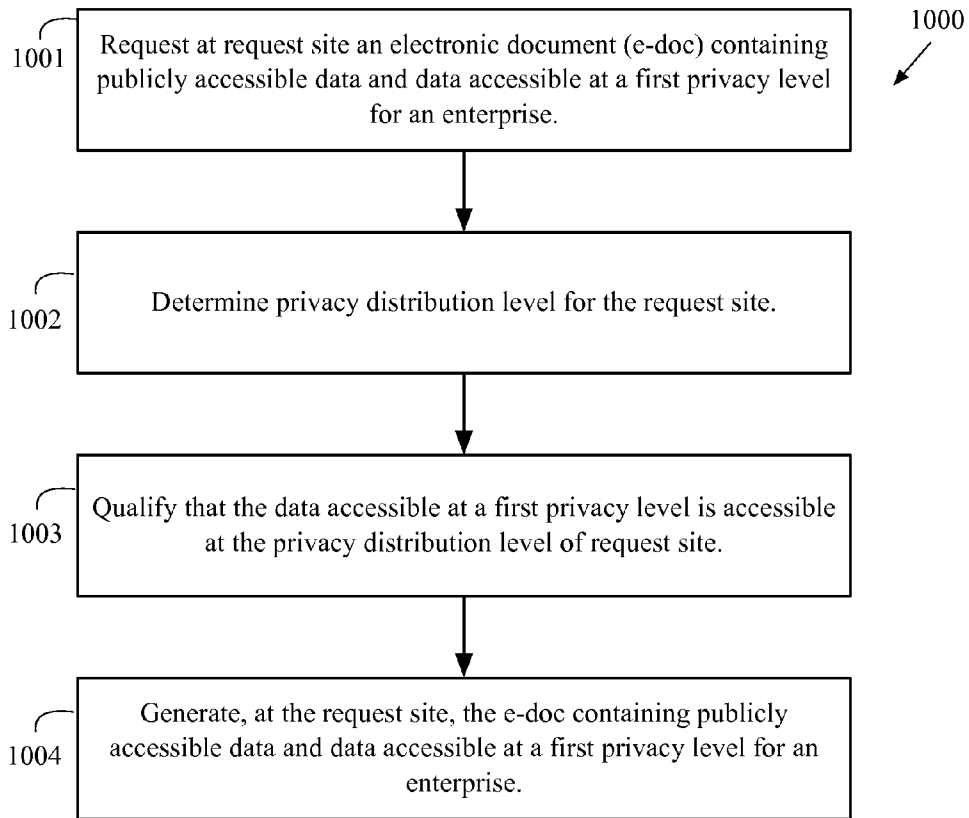 1000
1001
Request at request site an electronic document (e-doc) containing
publicly accessible data and data accessible at a first privacy level
for an enterprise.
1002
Determine privacy distribution level for the request site.
1003
Qualify that the data accessible at a first privacy level is accessible
at the privacy distribution level of request site.
1004
Generate, at the request site, the e-doc containing publicly
accessible data and data accessible at a first privacy level for an
enterprise.